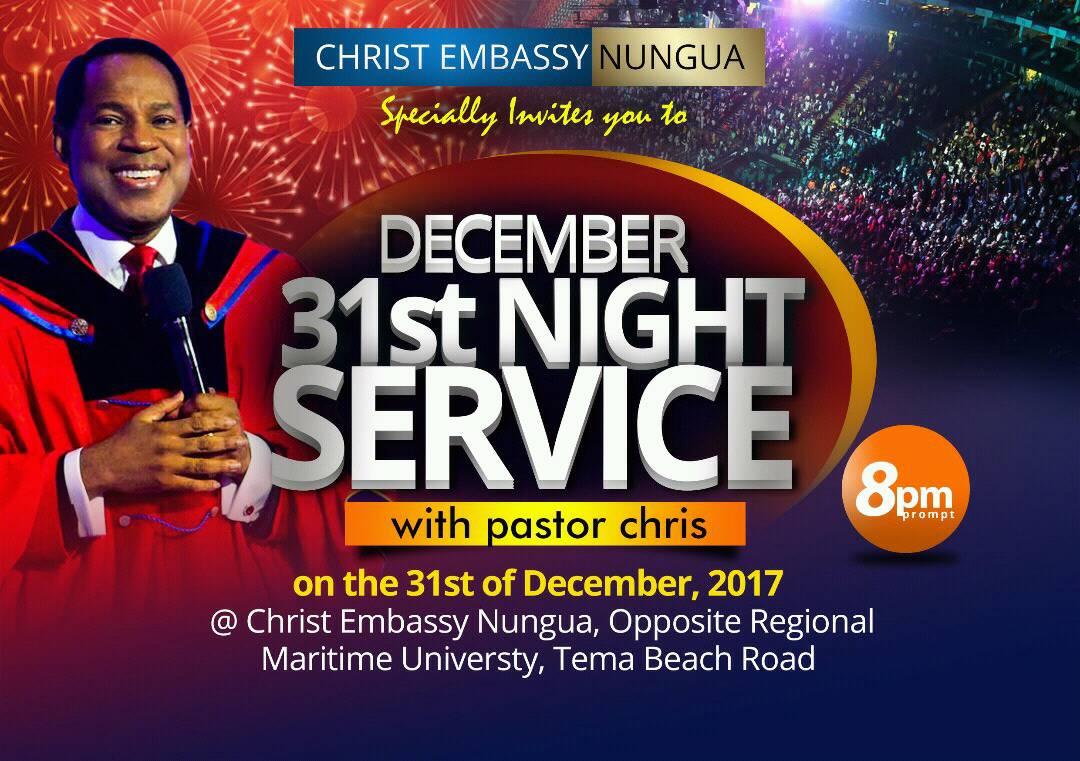 CHRIST EMBASSY NUNGUA
Specially Invites you to
DECEMBER
31st NIGHT
SERVICE
with pastor chris
8pm
prompt
on the 31st of December, 2017
@ Christ Embassy Nungua, Opposite Regional
Maritime Universty, Tema Beach Road